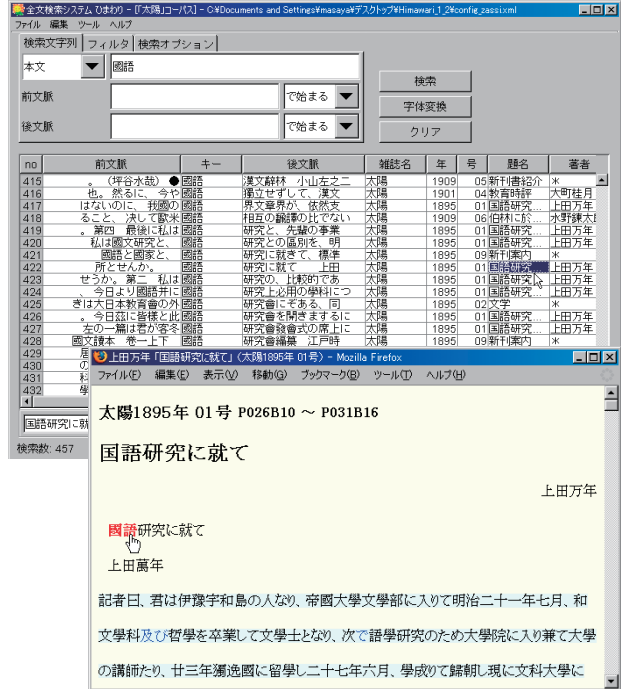 全文検索システム ひまわり - [『太陽』コーパス] - C:¥Documents and Settings¥masaya¥デスクトップ¥Himawari_1_2¥config_zassi.xml
ファイル 編集 ツール ヘルプ
検索文字列 フィルタ 検索オプション
本文 國語
前文脈 で始まる
後文脈 で始まる
検索
字体変換
クリア
no 前文脈 キー 後文脈 雑誌名 年 号 題名 著者
415 。 (坪谷水哉) ● 國語 漢文辭林 小山左之二 太陽 1909 05 新刊書紹介 *
416 也。然るに、今や 國語 獨立せずして、漢文 太陽 1901 04 教育時評 大町桂月
417 はないのに、我國の 國語 界文章界が、依然支 太陽 1895 01 国語研究... 上田万年
418 ること、決して歐米 國語 相互の飜譯の比でない 太陽 1909 06 伯林に於... 水野錬太
419 。第四 最後に私は 國語 研究と、先輩の事業 太陽 1895 01 国語研究... 上田万年
420 私は國文研究と、 國語 研究との區別を、明 太陽 1895 01 国語研究... 上田万年
421 國語と國家と、 國語 研究に就きて、標準 太陽 1895 09 新刊案内 *
422 所とせんか。 國語 研究に就て 上田 太陽 1895 01 国語研究... 上田万年
423 せうか。第二 私は 國語 研究の、比較的であ 太陽 1895 01 国語研究... 上田万年
424 、今日より國語并に 國語 研究上必用の學科につ 太陽 1895 01 国語研究... 上田万年
425 きは大日本教育會の外 國語 研究會にぞある、同 太陽 1895 02 文学 *
426 。今日茲に皆樣と此 國語 研究會を開きまするに 太陽 1895 01 国語研究... 上田万年
427 左の一篇は君が客冬 國語 研究會發會式の席上に 太陽 1895 01 国語研究... 上田万年
428 國文讀本 卷一上下 國語 研究會編纂 江戸時 太陽 1895 09 新刊案内 *
429
430 の
431 科
432 學
国語研究に就
検索数: 457
上田万年『国語研究に就て』(太陽1895年 01号) - Mozilla Firefox
ファイル(F) 編集(E) 表示(V) 移動(G) ブックマーク(B) ツール(T) ヘルプ(H)
太陽1895年 01号 P026B10 ～ P031B16
国語研究に就て
上田万年
國語研究に就て
上田萬年
記者曰、君は伊豫宇和島の人なり、帝國大學文學部に入りて明治二十一年七月、和
文學科及び哲學を卒業して文學士となり、次で語學研究のため大學院に入り兼て大學
の講師たり、廿三年獨逸國に留學し二十七年六月、學成りて歸朝し現に文科大學に